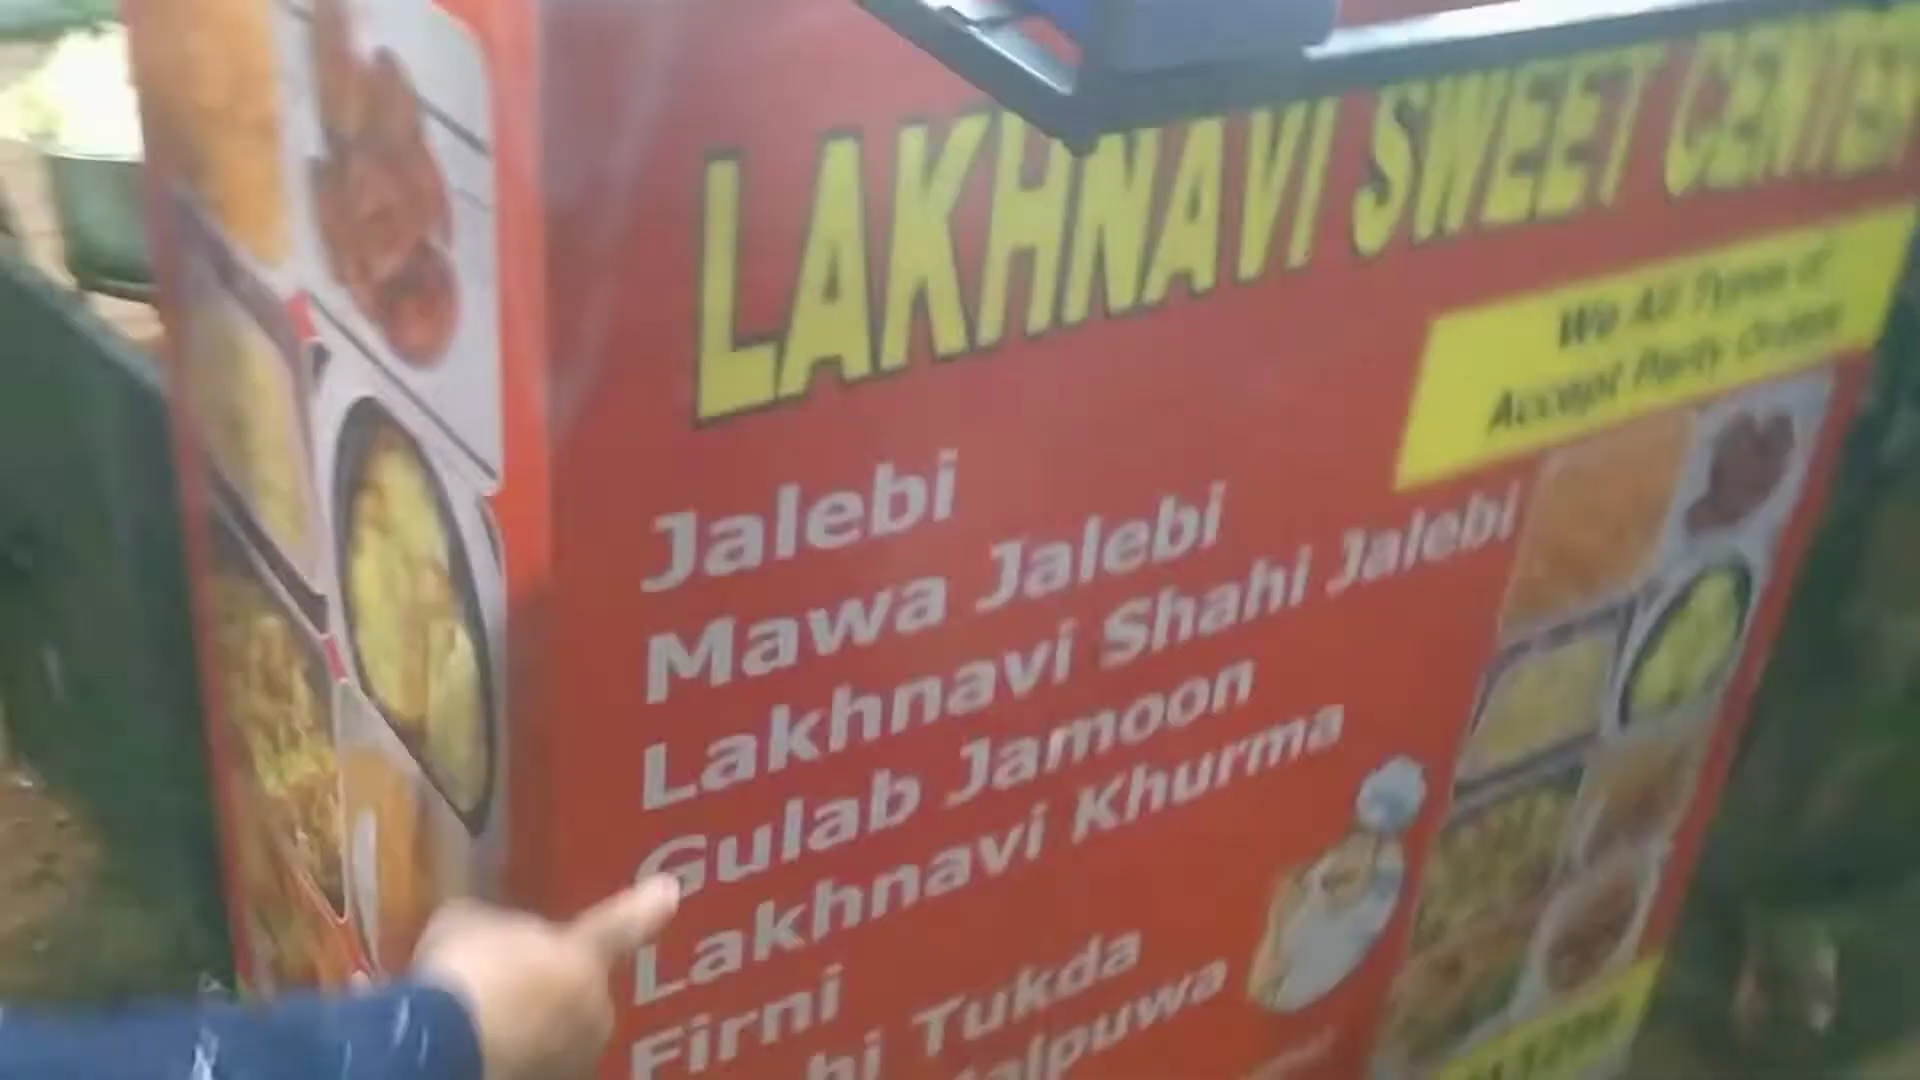 LAKHNAVI SWEET CENTER
We All Types of
Accept Party Orders
Jalebi
Mawa Jalebi
Lakhnavi Shahi Jalebi
Gulab Jamoon
Lakhnavi Khurma
Firni
Tukda